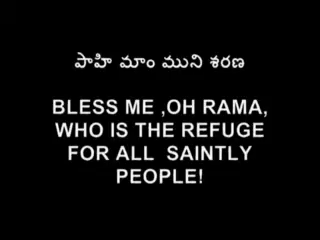 పాహి మాం ముని శరణ
BLESS ME ,OH RAMA,
WHO IS THE REFUGE
FOR ALL SAINTLY
PEOPLE!